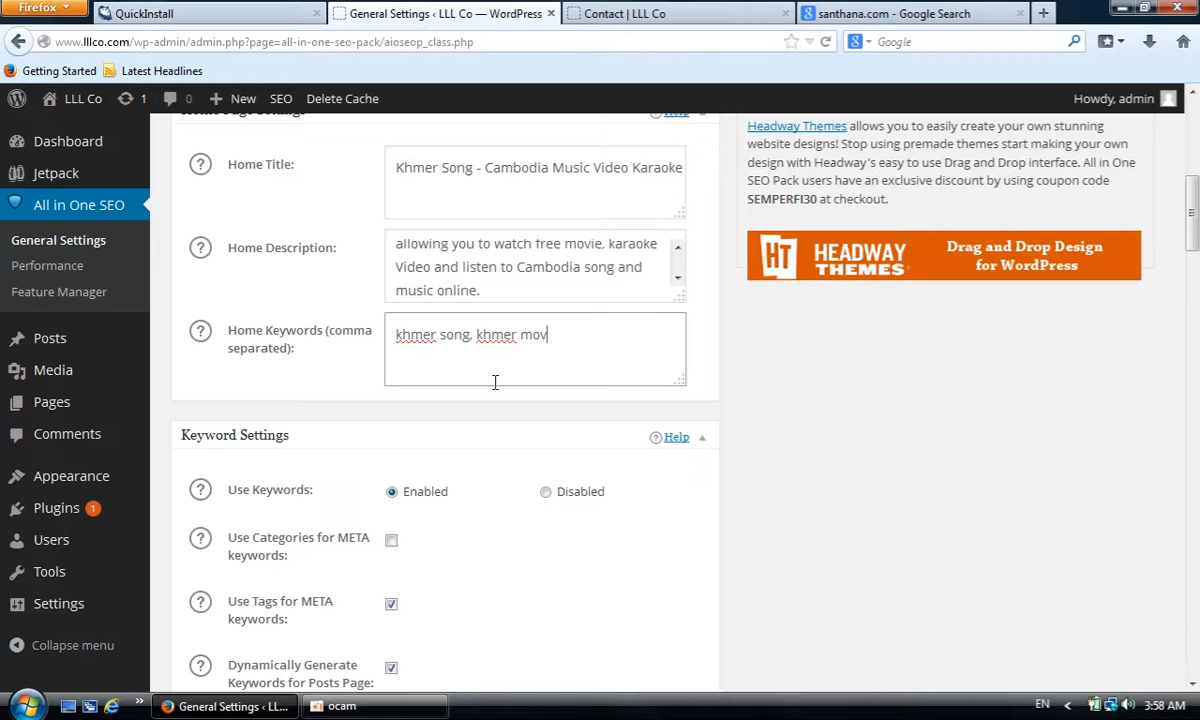 Firefox
QuickInstall
General Settings ‹ LLL Co — WordPress
Contact | LLL Co
santhana.com - Google Search
www.lllco.com/wp-admin/admin.php?page=all-in-one-seo-pack/aioseop_class.php
Google
Getting Started
Latest Headlines
LLL Co
1
0
New
SEO
Delete Cache
Howdy, admin
Dashboard
Jetpack
All in One SEO
General Settings
Performance
Feature Manager
Posts
Media
Pages
Comments
Appearance
Plugins 1
Users
Tools
Settings
Collapse menu
Home Page Settings
Help
Home Title:
Khmer Song - Cambodia Music Video Karaoke
Home Description:
allowing you to watch free movie, karaoke
Video and listen to Cambodia song and
music online.
Home Keywords (comma
separated):
khmer song, khmer mov
Keyword Settings
Help
Use Keywords:
Enabled
Disabled
Use Categories for META
keywords:
Use Tags for META
keywords:
Dynamically Generate
Keywords for Posts Page:
Headway Themes allows you to easily create your own stunning
website designs! Stop using premade themes start making your own
design with Headway's easy to use Drag and Drop interface. All in One
SEO Pack users have an exclusive discount by using coupon code
SEMPERFI30 at checkout.
HT HEADWAY
THEMES
Drag and Drop Design
for WordPress
General Settings ‹ LL...
ocam
EN
3:58 AM